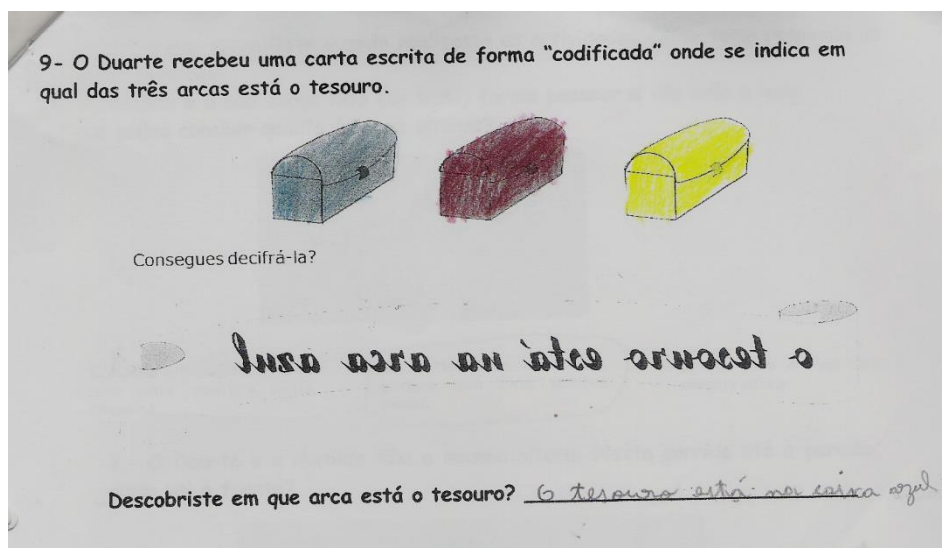 9- O Duarte recebeu uma carta escrita de forma "codificada" onde se indica em
qual das três arcas está o tesouro.
Consegues decifrá-la?
o tesouro está na arca azul
Descobriste em que arca está o tesouro? O tesouro está na caixa azul